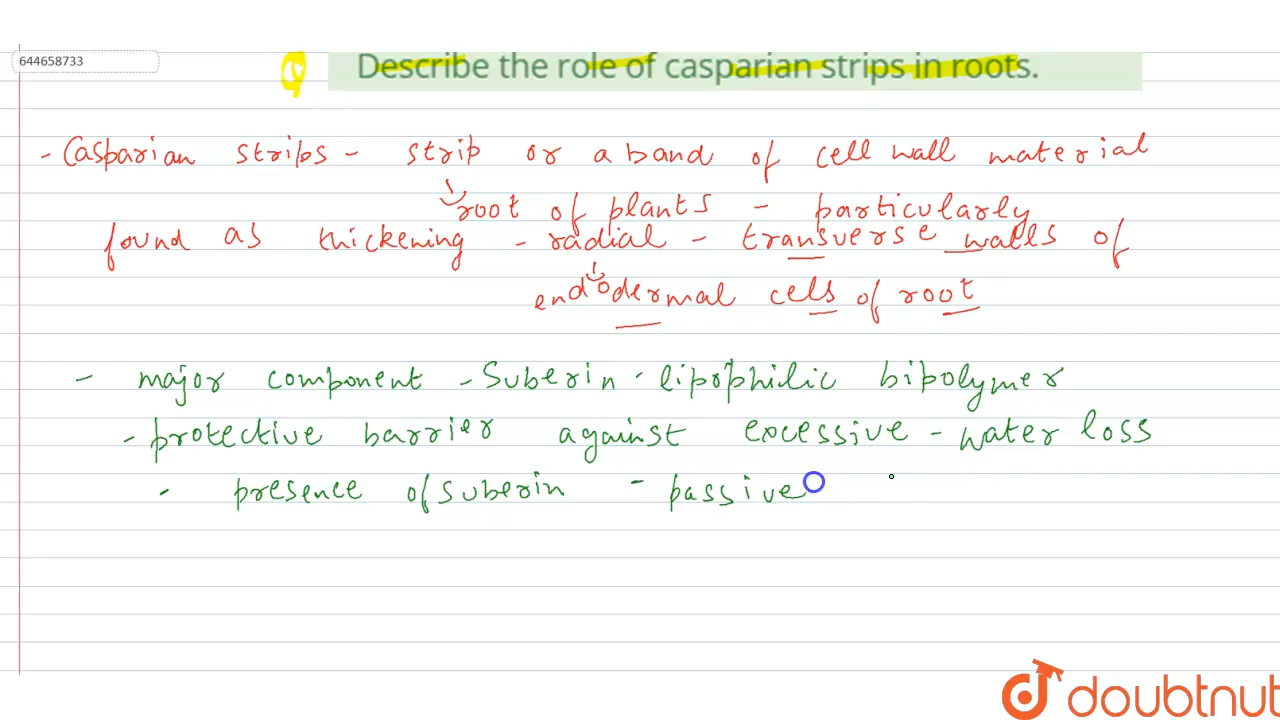 644658733
Q Describe the role of casparian strips in roots.
- Casparian strips - strip or a band of cell wall material
root of plants - particularly
found as thickening - radial - transverse walls of
endodermal cels of root
- major component - Suberin - lipophilic bipolymer
- protective barrier against excessive - water loss
- presence of suberin - passive
doubtnut